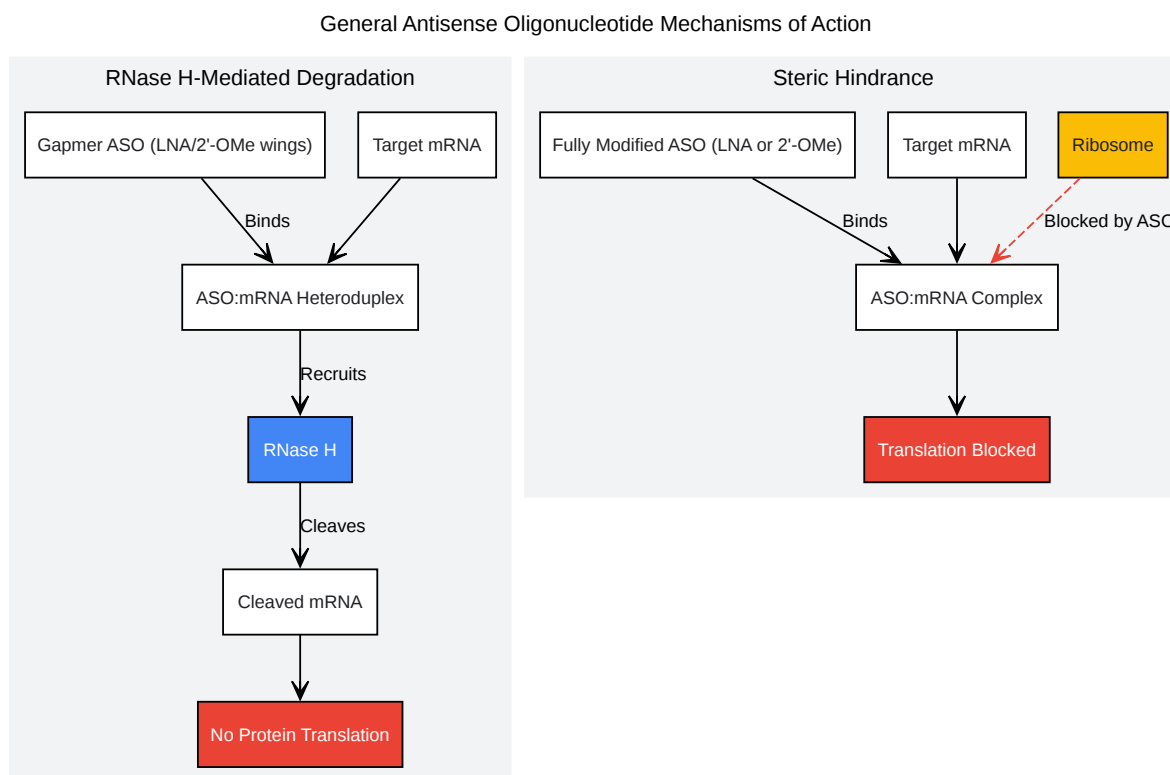 General Antisense Oligonucleotide Mechanisms of Action
RNase H-Mediated Degradation
Gapmer ASO (LNA/2'-OMe wings)
Target mRNA
Binds
ASO:mRNA Heteroduplex
Recruits
RNase H
Cleaves
Cleaved mRNA
No Protein Translation
Steric Hindrance
Fully Modified ASO (LNA or 2'-OMe)
Target mRNA
Ribosome
Binds
Blocked by ASO
ASO:mRNA Complex
Translation Blocked